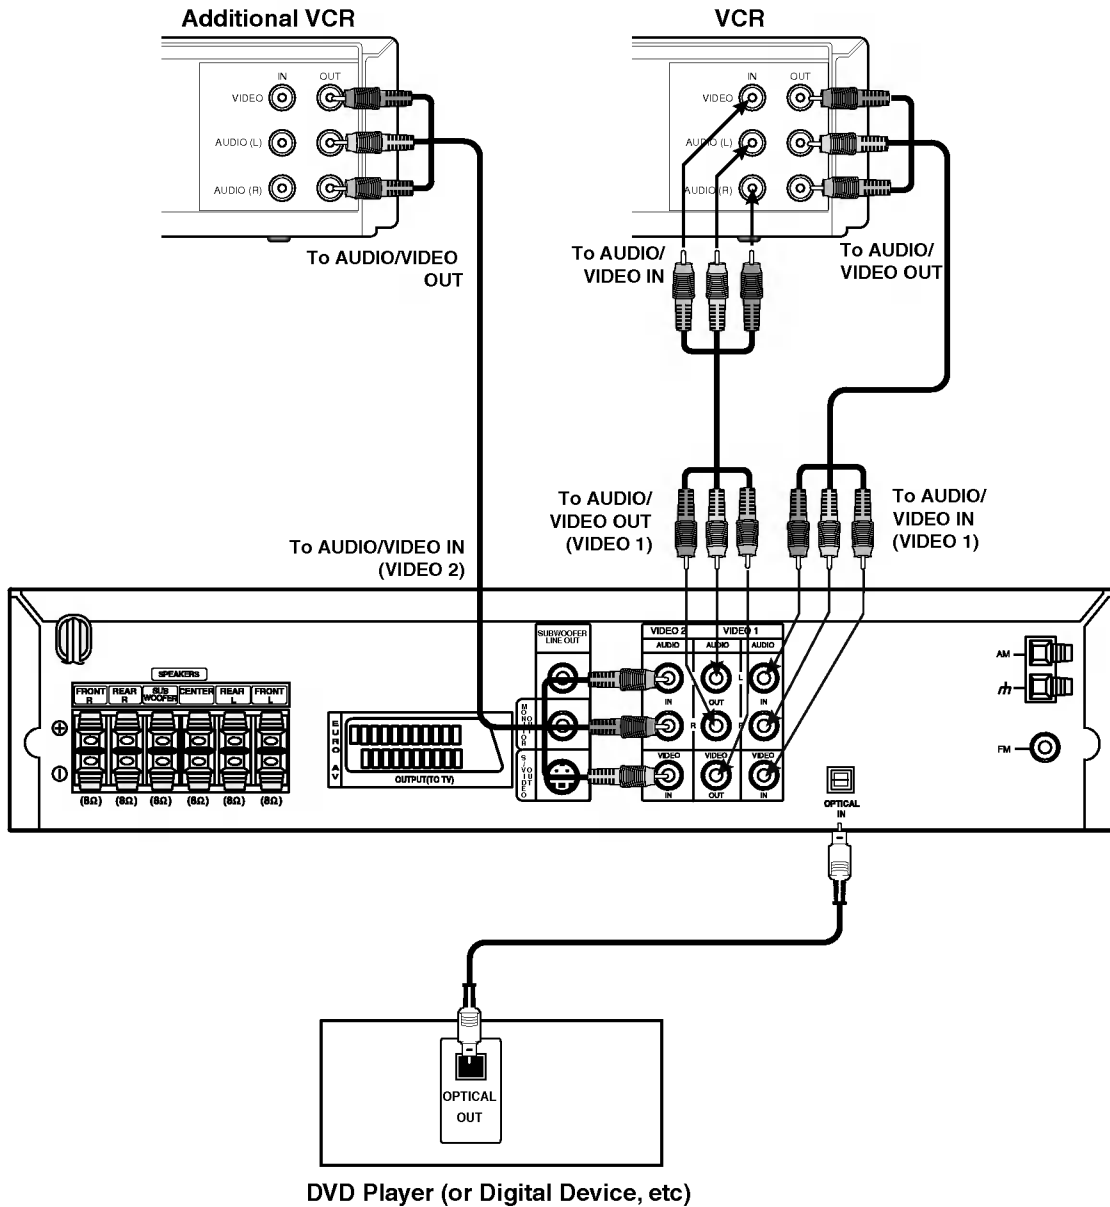 Additional VCR
VCR
IN OUT
VIDEO
AUDIO (L)
AUDIO (R)
IN OUT
VIDEO
AUDIO (L)
AUDIO (R)
To AUDIO/VIDEO
OUT
To AUDIO/
VIDEO IN
To AUDIO/
VIDEO OUT
To AUDIO/VIDEO IN
(VIDEO 2)
To AUDIO/
VIDEO OUT
(VIDEO 1)
To AUDIO/
VIDEO IN
(VIDEO 1)
SPEAKERS
FRONT
R
REAR
R
SUB
WOOFER
CENTER
REAR
L
FRONT
L
(8Ω) (8Ω) (8Ω) (8Ω) (8Ω) (8Ω)
EURO AV
OUTPUT(TO TV)
SUBWOOFER
LINE OUT
MONITOR
OUT
S/VIDEO
OUT
VIDEO 2 VIDEO 1
AUDIO AUDIO AUDIO
L
IN OUT IN
R R
VIDEO VIDEO VIDEO
IN OUT IN
OPTICAL
IN
AM
FM
OPTICAL
OUT
DVD Player (or Digital Device, etc)